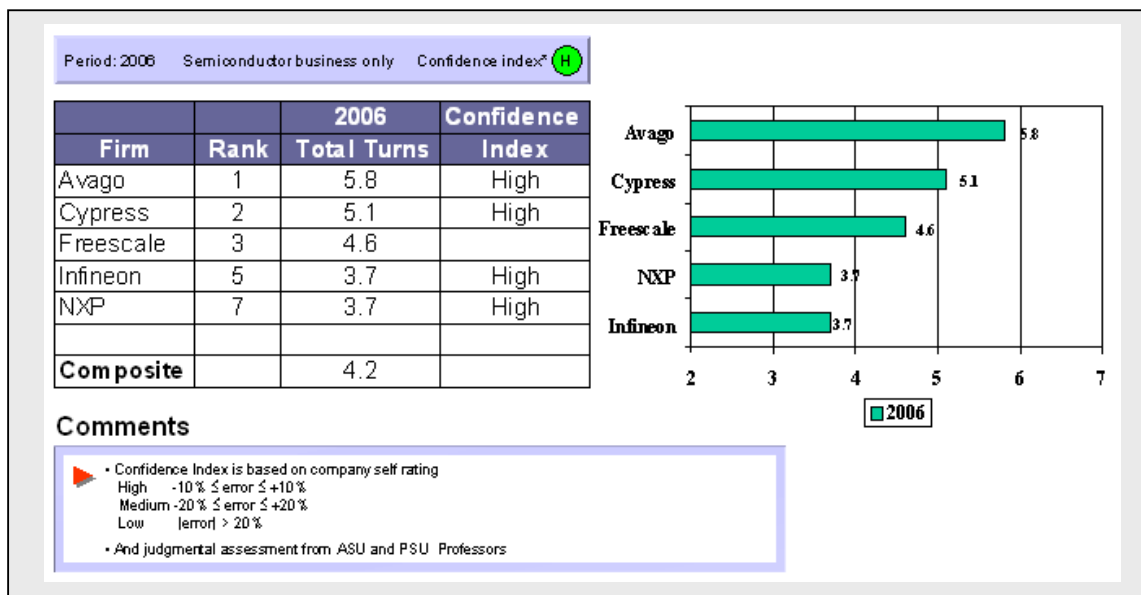 Period: 2006 Semiconductor business only Confidence index* H
2006 Confidence
Firm Rank Total Turns Index
Avago 1 5.8 High
Cypress 2 5.1 High
Freescale 3 4.6
Infineon 5 3.7 High
NXP 7 3.7 High
Composite 4.2
Avago 5.8
Cypress 5.1
Freescale 4.6
NXP 3.7
Infineon 3.7
2 3 4 5 6 7
2006
Comments
• Confidence Index is based on company self rating
High -10% ≤ error ≤ +10%
Medium -20% ≤ error ≤ +20%
Low |error| > 20%
• And judgmental assessment from ASU and PSU Professors